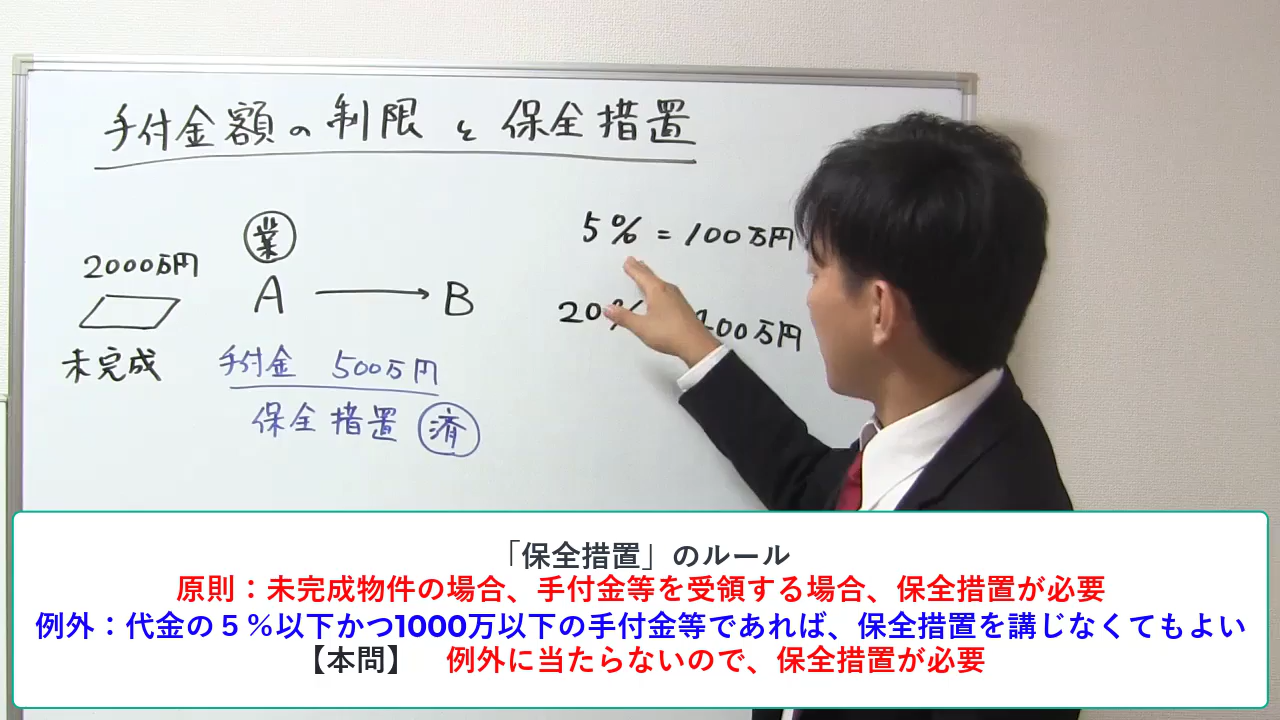 手付金額の制限と保全措置
業
2000万円
A → B
未完成
手付金 500万円
保全措置 済
5% = 100万円
20% 400万円
「保全措置」のルール
原則：未完成物件の場合、手付金等を受領する場合、保全措置が必要
例外：代金の５％以下かつ1000万以下の手付金等であれば、保全措置を講じなくてもよい
【本問】 例外に当たらないので、保全措置が必要